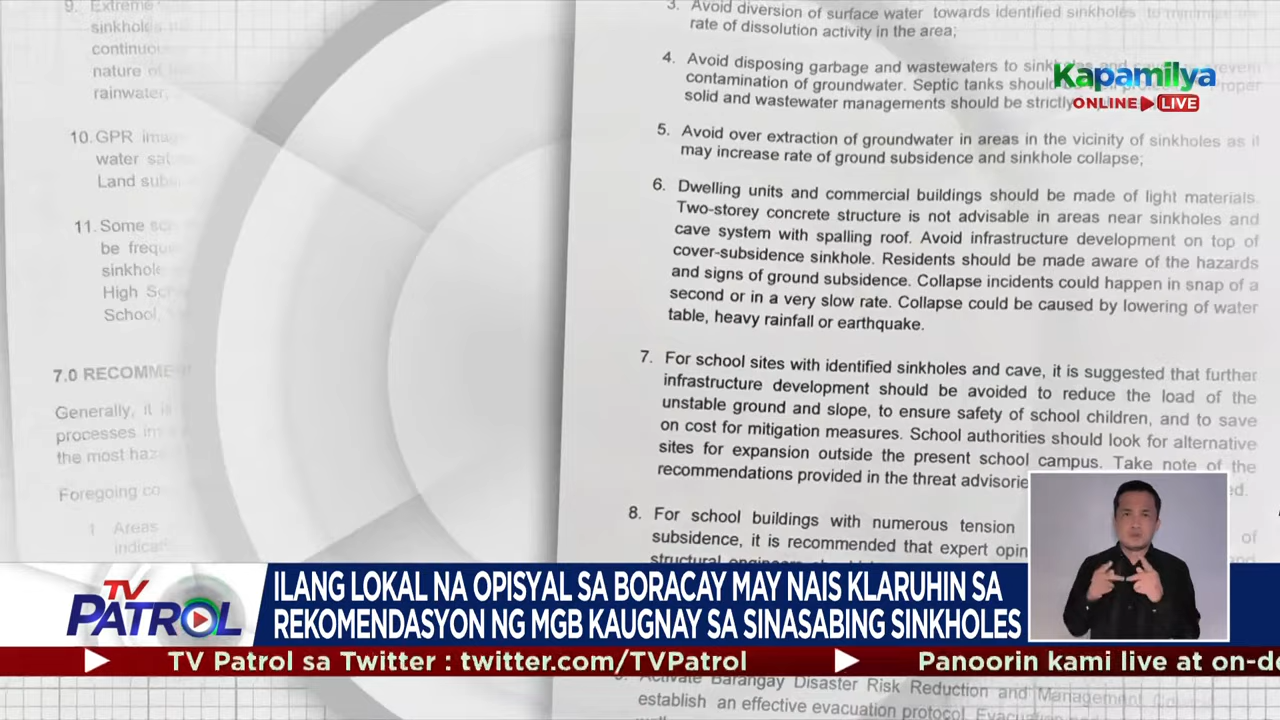 9. Extreme
sinkhole
continuou
nature of
rainwater,
10. GPR imag
water sat
Land subs
11. Some sch
be freque
sinkhole
High Sch
School,
7.0 RECOMME
Generally, it is
processes in
the most haza
Foregoing co
1 Areas
indica
3. Avoid diversion of surface water towards identified sinkholes to minimize
rate of dissolution activity in the area;
4. Avoid disposing garbage and wastewaters to sinkholes and prevent
contamination of groundwater. Septic tanks should proper
solid and wastewater managements should be strictly
5. Avoid over extraction of groundwater in areas in the vicinity of sinkholes as it
may increase rate of ground subsidence and sinkhole collapse;
6. Dwelling units and commercial buildings should be made of light materials.
Two-storey concrete structure is not advisable in areas near sinkholes and
cave system with spalling roof. Avoid infrastructure development on top of
cover-subsidence sinkhole. Residents should be made aware of the hazards
and signs of ground subsidence. Collapse incidents could happen in snap of a
second or in a very slow rate. Collapse could be caused by lowering of water
table, heavy rainfall or earthquake.
7. For school sites with identified sinkholes and cave, it is suggested that further
infrastructure development should be avoided to reduce the load of the
unstable ground and slope, to ensure safety of school children, and to save
on cost for mitigation measures. School authorities should look for alternative
sites for expansion outside the present school campus. Take note of the
recommendations provided in the threat advisorie ed.
8. For school buildings with numerous tension of
subsidence, it is recommended that expert opin and
structural engineers
Activate Barangay Disaster Risk Reduction and Management
establish an effective evacuation protocol. Evacuation
Kapamilya
ONLINE LIVE
TV
PATROL
ILANG LOKAL NA OPISYAL SA BORACAY MAY NAIS KLARUHIN SA
REKOMENDASYON NG MGB KAUGNAY SA SINASABING SINKHOLES
TV Patrol sa Twitter : twitter.com/TVPatrol Panoorin kami live at on-de